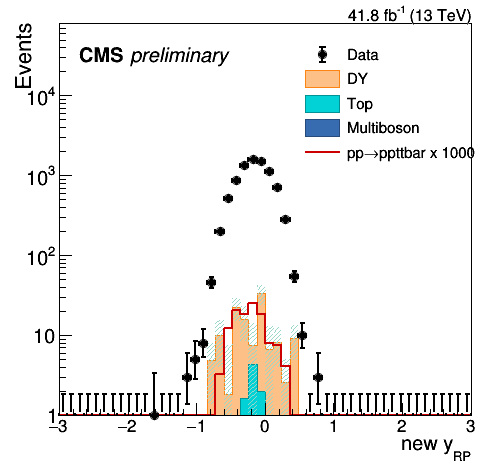 41.8 fb⁻¹ (13 TeV)
Events
CMS preliminary
Data
DY
Top
Multiboson
pp→ppttbar x 1000
10⁴
10³
10²
10
1
−3 −2 −1 0 1 2 3
new y_RP